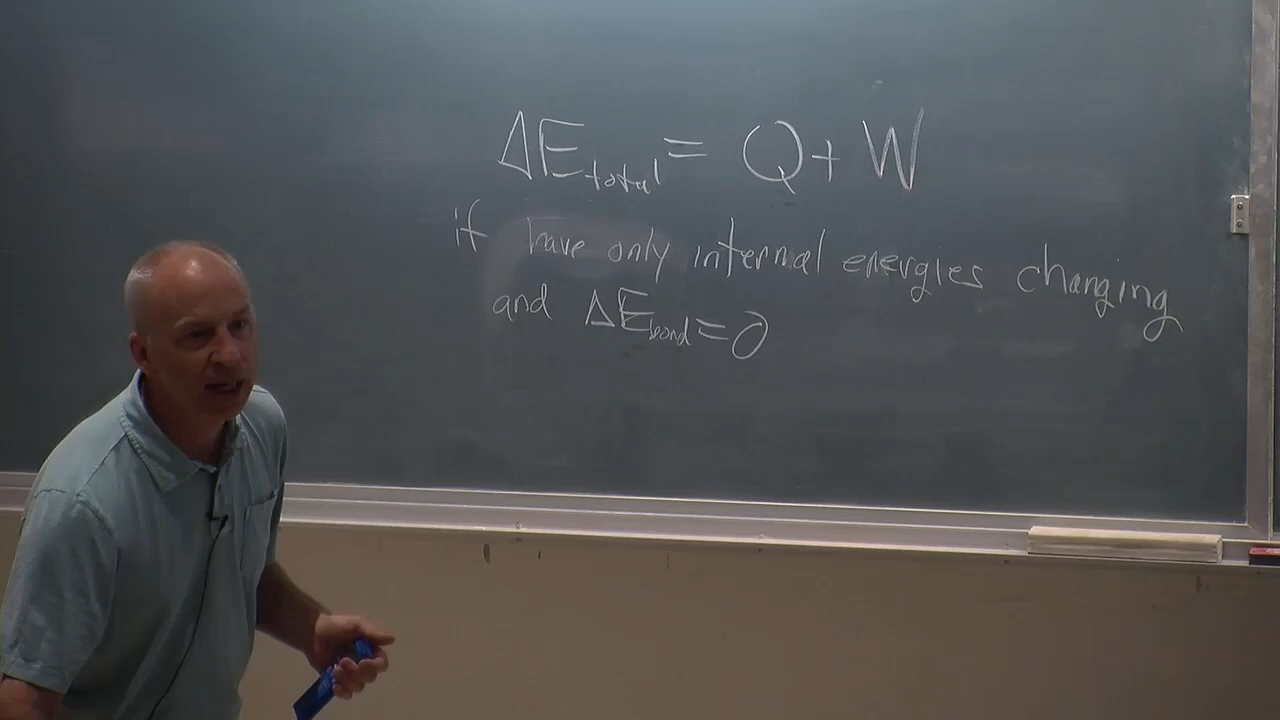 ΔE_total = Q + W
if have only internal energies changing
and ΔE_bond = 0